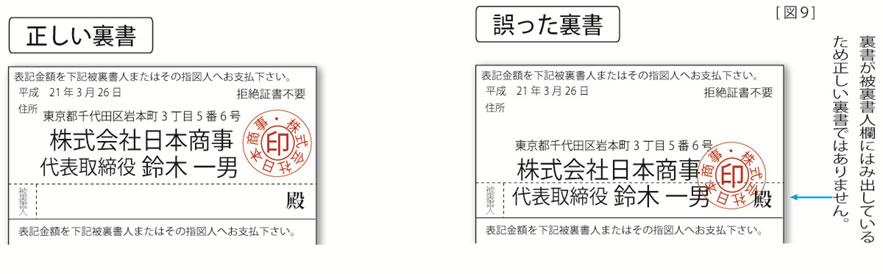 正しい裏書
表記金額を下記被裏書人またはその指図人へお支払下さい。
平成 21年3月26日 拒絶証書不要
住所
東京都千代田区岩本町3丁目5番6号
株式会社日本商事
代表取締役 鈴木 一男
株式会社日本商事・
印
被裏書人
殿
表記金額を下記被裏書人またはその指図人へお支払下さい。
誤った裏書
表記金額を下記被裏書人またはその指図人へお支払下さい。
平成 21年3月26日 拒絶証書不要
住所
東京都千代田区岩本町3丁目5番6号
株式会社日本商事
代表取締役 鈴木 一男
株式会社日本商事・
印
被裏書人
殿
表記金額を下記被裏書人またはその指図人へお支払下さい。
[図9]
裏書が被裏書人欄にはみ出している
ため正しい裏書ではありません。